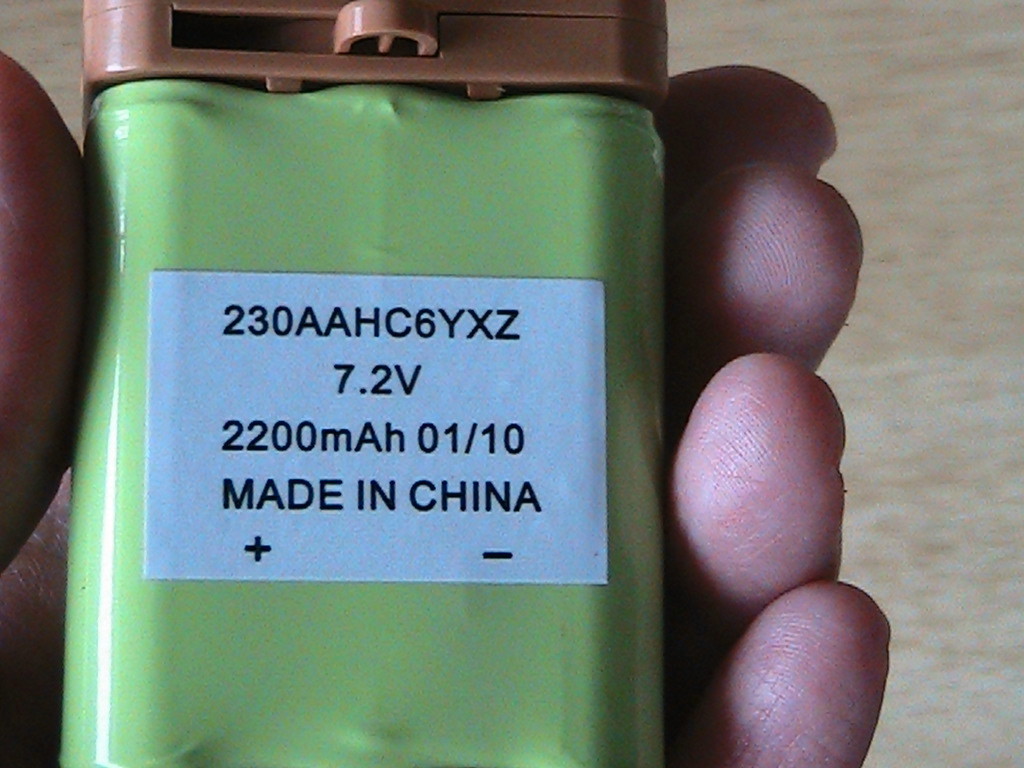 230AAHC6YXZ
7.2V
2200mAh 01/10
MADE IN CHINA
+ −